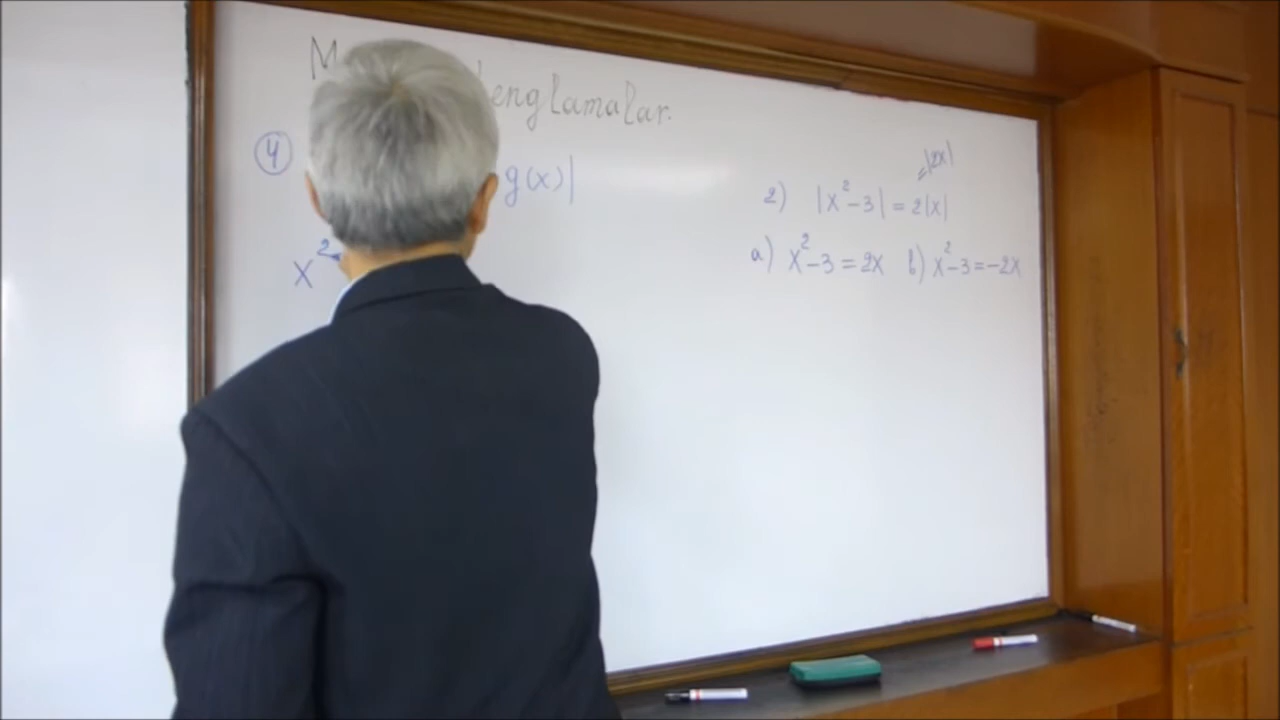 englamalar.
④ g(x)|
x²
=|2x|
2) |x²-3| = 2|x|
a) x²-3=2x b) x²-3=-2x